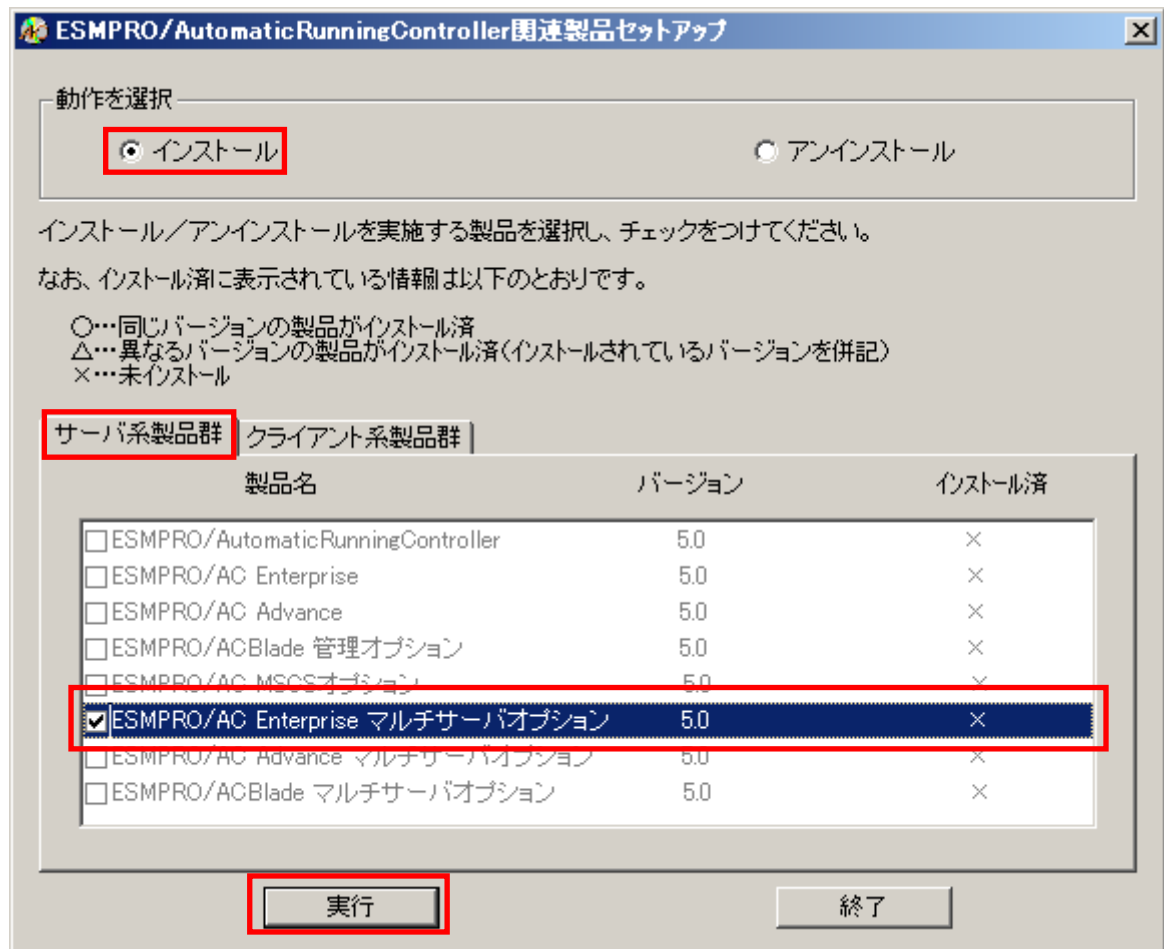 ESMPRO/AutomaticRunningController関連製品セットアップ
動作を選択
インストール アンインストール
インストール／アンインストールを実施する製品を選択し、チェックをつけてください。
なお、インストール済に表示されている情報は以下のとおりです。
○…同じバージョンの製品がインストール済
△…異なるバージョンの製品がインストール済(インストールされているバージョンを併記)
×…未インストール
サーバ系製品群 クライアント系製品群
製品名 バージョン インストール済
ESMPRO/AutomaticRunningController 5.0 ×
ESMPRO/AC Enterprise 5.0 ×
ESMPRO/AC Advance 5.0 ×
ESMPRO/ACBlade 管理オプション 5.0 ×
ESMPRO/AC MSCSオプション 5.0 ×
ESMPRO/AC Enterprise マルチサーバオプション 5.0 ×
ESMPRO/AC Advance マルチサーバオプション 5.0 ×
ESMPRO/ACBlade マルチサーバオプション 5.0 ×
実行 終了